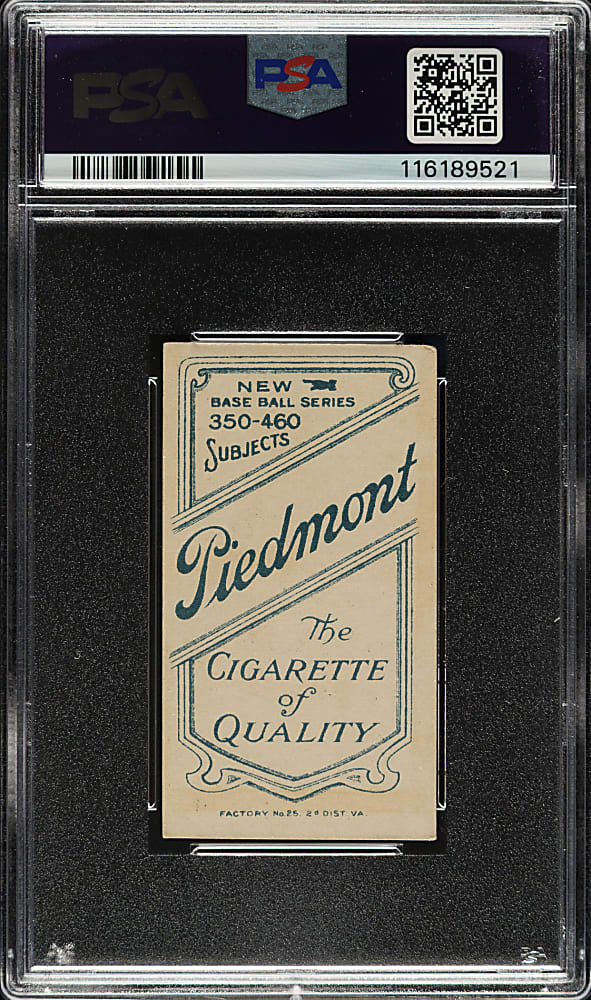 PSA
PSA
116189521
NEW
BASE BALL SERIES
350-460
SUBJECTS
Piedmont
The
CIGARETTE
of
QUALITY
FACTORY No. 25. 2d DIST. VA.